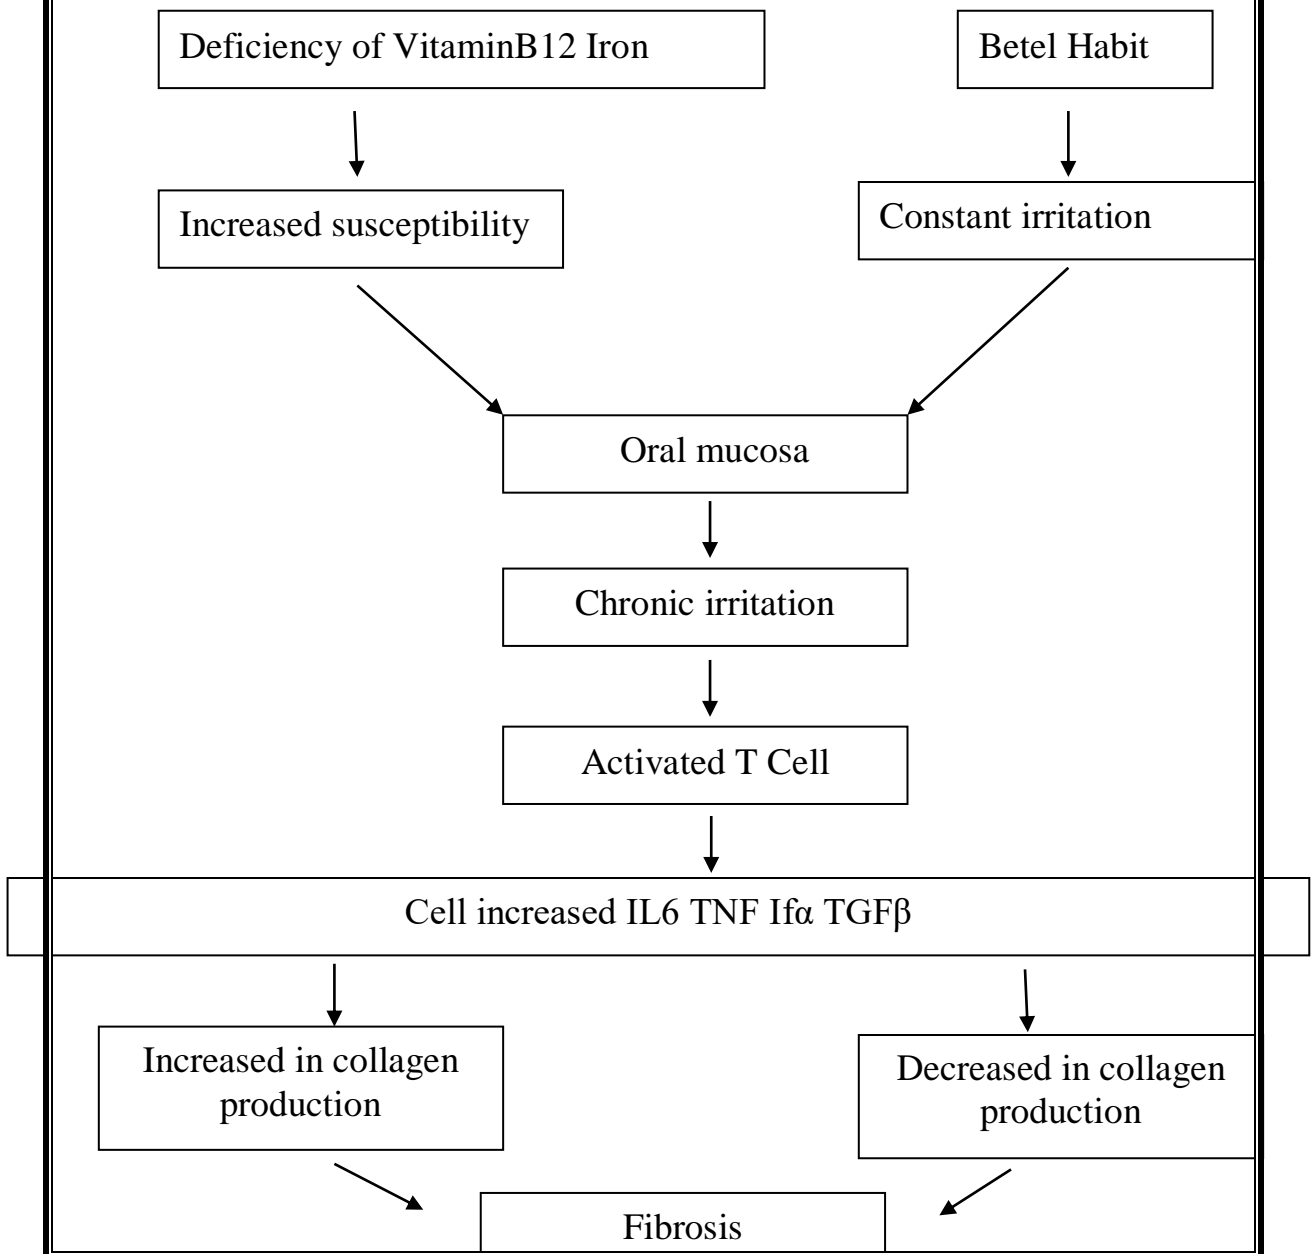 Deficiency of VitaminB12 Iron
Betel Habit
Increased susceptibility
Constant irritation
Oral mucosa
Chronic irritation
Activated T Cell
Cell increased IL6 TNF Ifα TGFβ
Increased in collagen
production
Decreased in collagen
production
Fibrosis